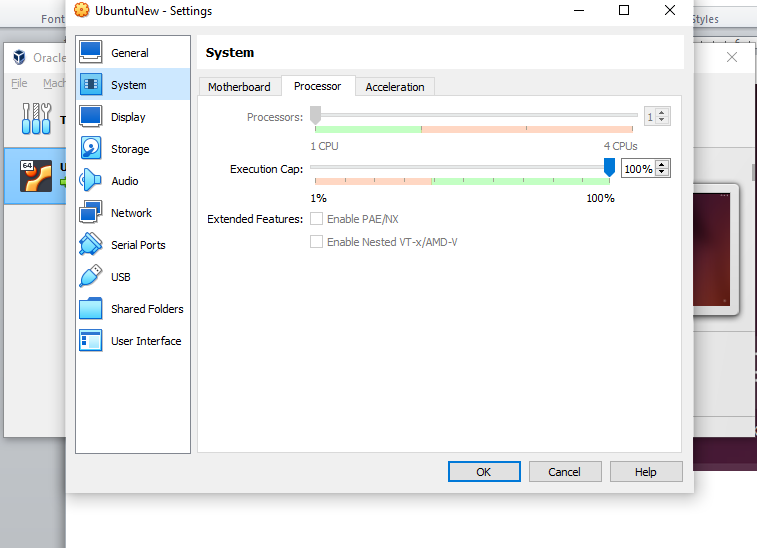 Font
Styles
UbuntuNew - Settings
Oracle
File
Mach
64
General
System
Display
Storage
Audio
Network
Serial Ports
USB
Shared Folders
User Interface
System
Motherboard
Processor
Acceleration
Processors:
1
1 CPU
4 CPUs
Execution Cap:
100%
1%
100%
Extended Features:
Enable PAE/NX
Enable Nested VT-x/AMD-V
OK
Cancel
Help